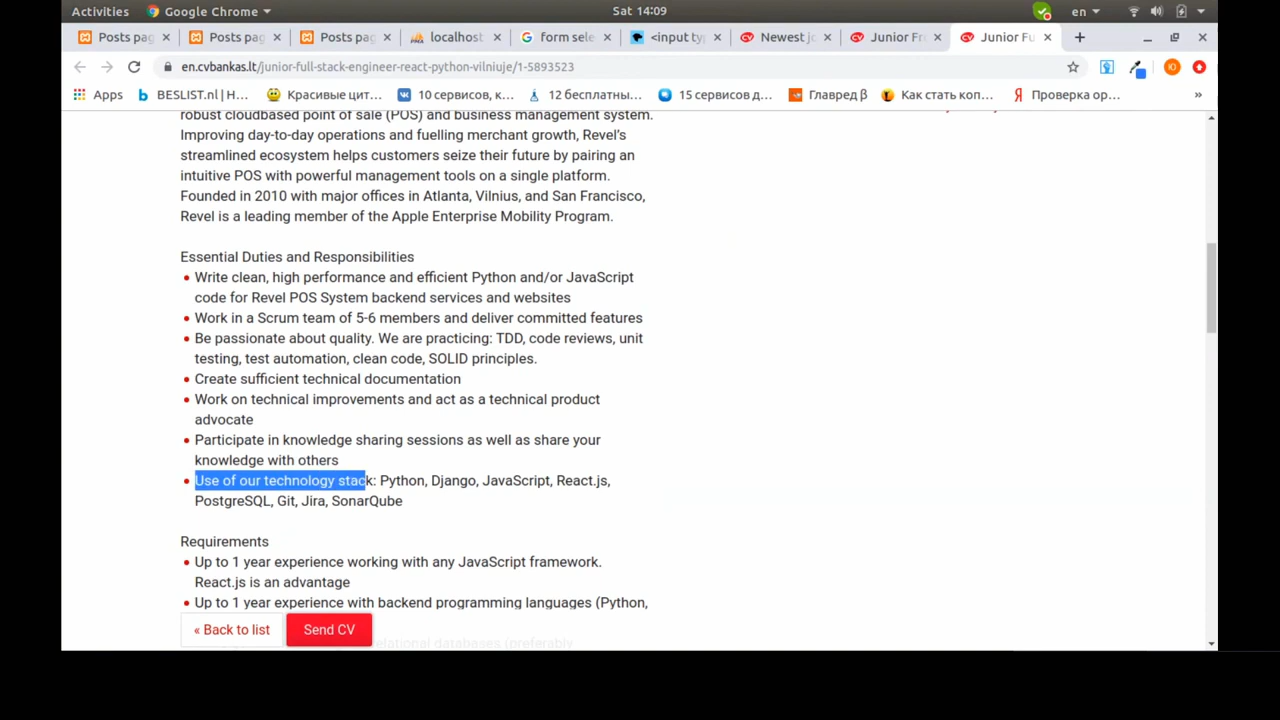 Activities
Google Chrome
Sat 14:09
en
Posts pag
Posts pag
Posts pag
localhost
form sele
<input typ
Newest jo
Junior Fr
Junior Fu
en.cvbankas.lt/junior-full-stack-engineer-react-python-vilniuje/1-5893523
Ю
Apps
BESLIST.nl | Н...
Красивые цит...
10 сервисов, к...
12 бесплатны...
15 сервисов д...
Главред β
Как стать коп...
Проверка ор...
»
robust cloudbased point of sale (POS) and business management system.
Improving day-to-day operations and fuelling merchant growth, Revel's
streamlined ecosystem helps customers seize their future by pairing an
intuitive POS with powerful management tools on a single platform.
Founded in 2010 with major offices in Atlanta, Vilnius, and San Francisco,
Revel is a leading member of the Apple Enterprise Mobility Program.
Essential Duties and Responsibilities
• Write clean, high performance and efficient Python and/or JavaScript
code for Revel POS System backend services and websites
• Work in a Scrum team of 5-6 members and deliver committed features
• Be passionate about quality. We are practicing: TDD, code reviews, unit
testing, test automation, clean code, SOLID principles.
• Create sufficient technical documentation
• Work on technical improvements and act as a technical product
advocate
• Participate in knowledge sharing sessions as well as share your
knowledge with others
• Use of our technology stack: Python, Django, JavaScript, React.js,
PostgreSQL, Git, Jira, SonarQube
Requirements
• Up to 1 year experience working with any JavaScript framework.
React.js is an advantage
• Up to 1 year experience with backend programming languages (Python,
« Back to list
Send CV
elational databases (preferably